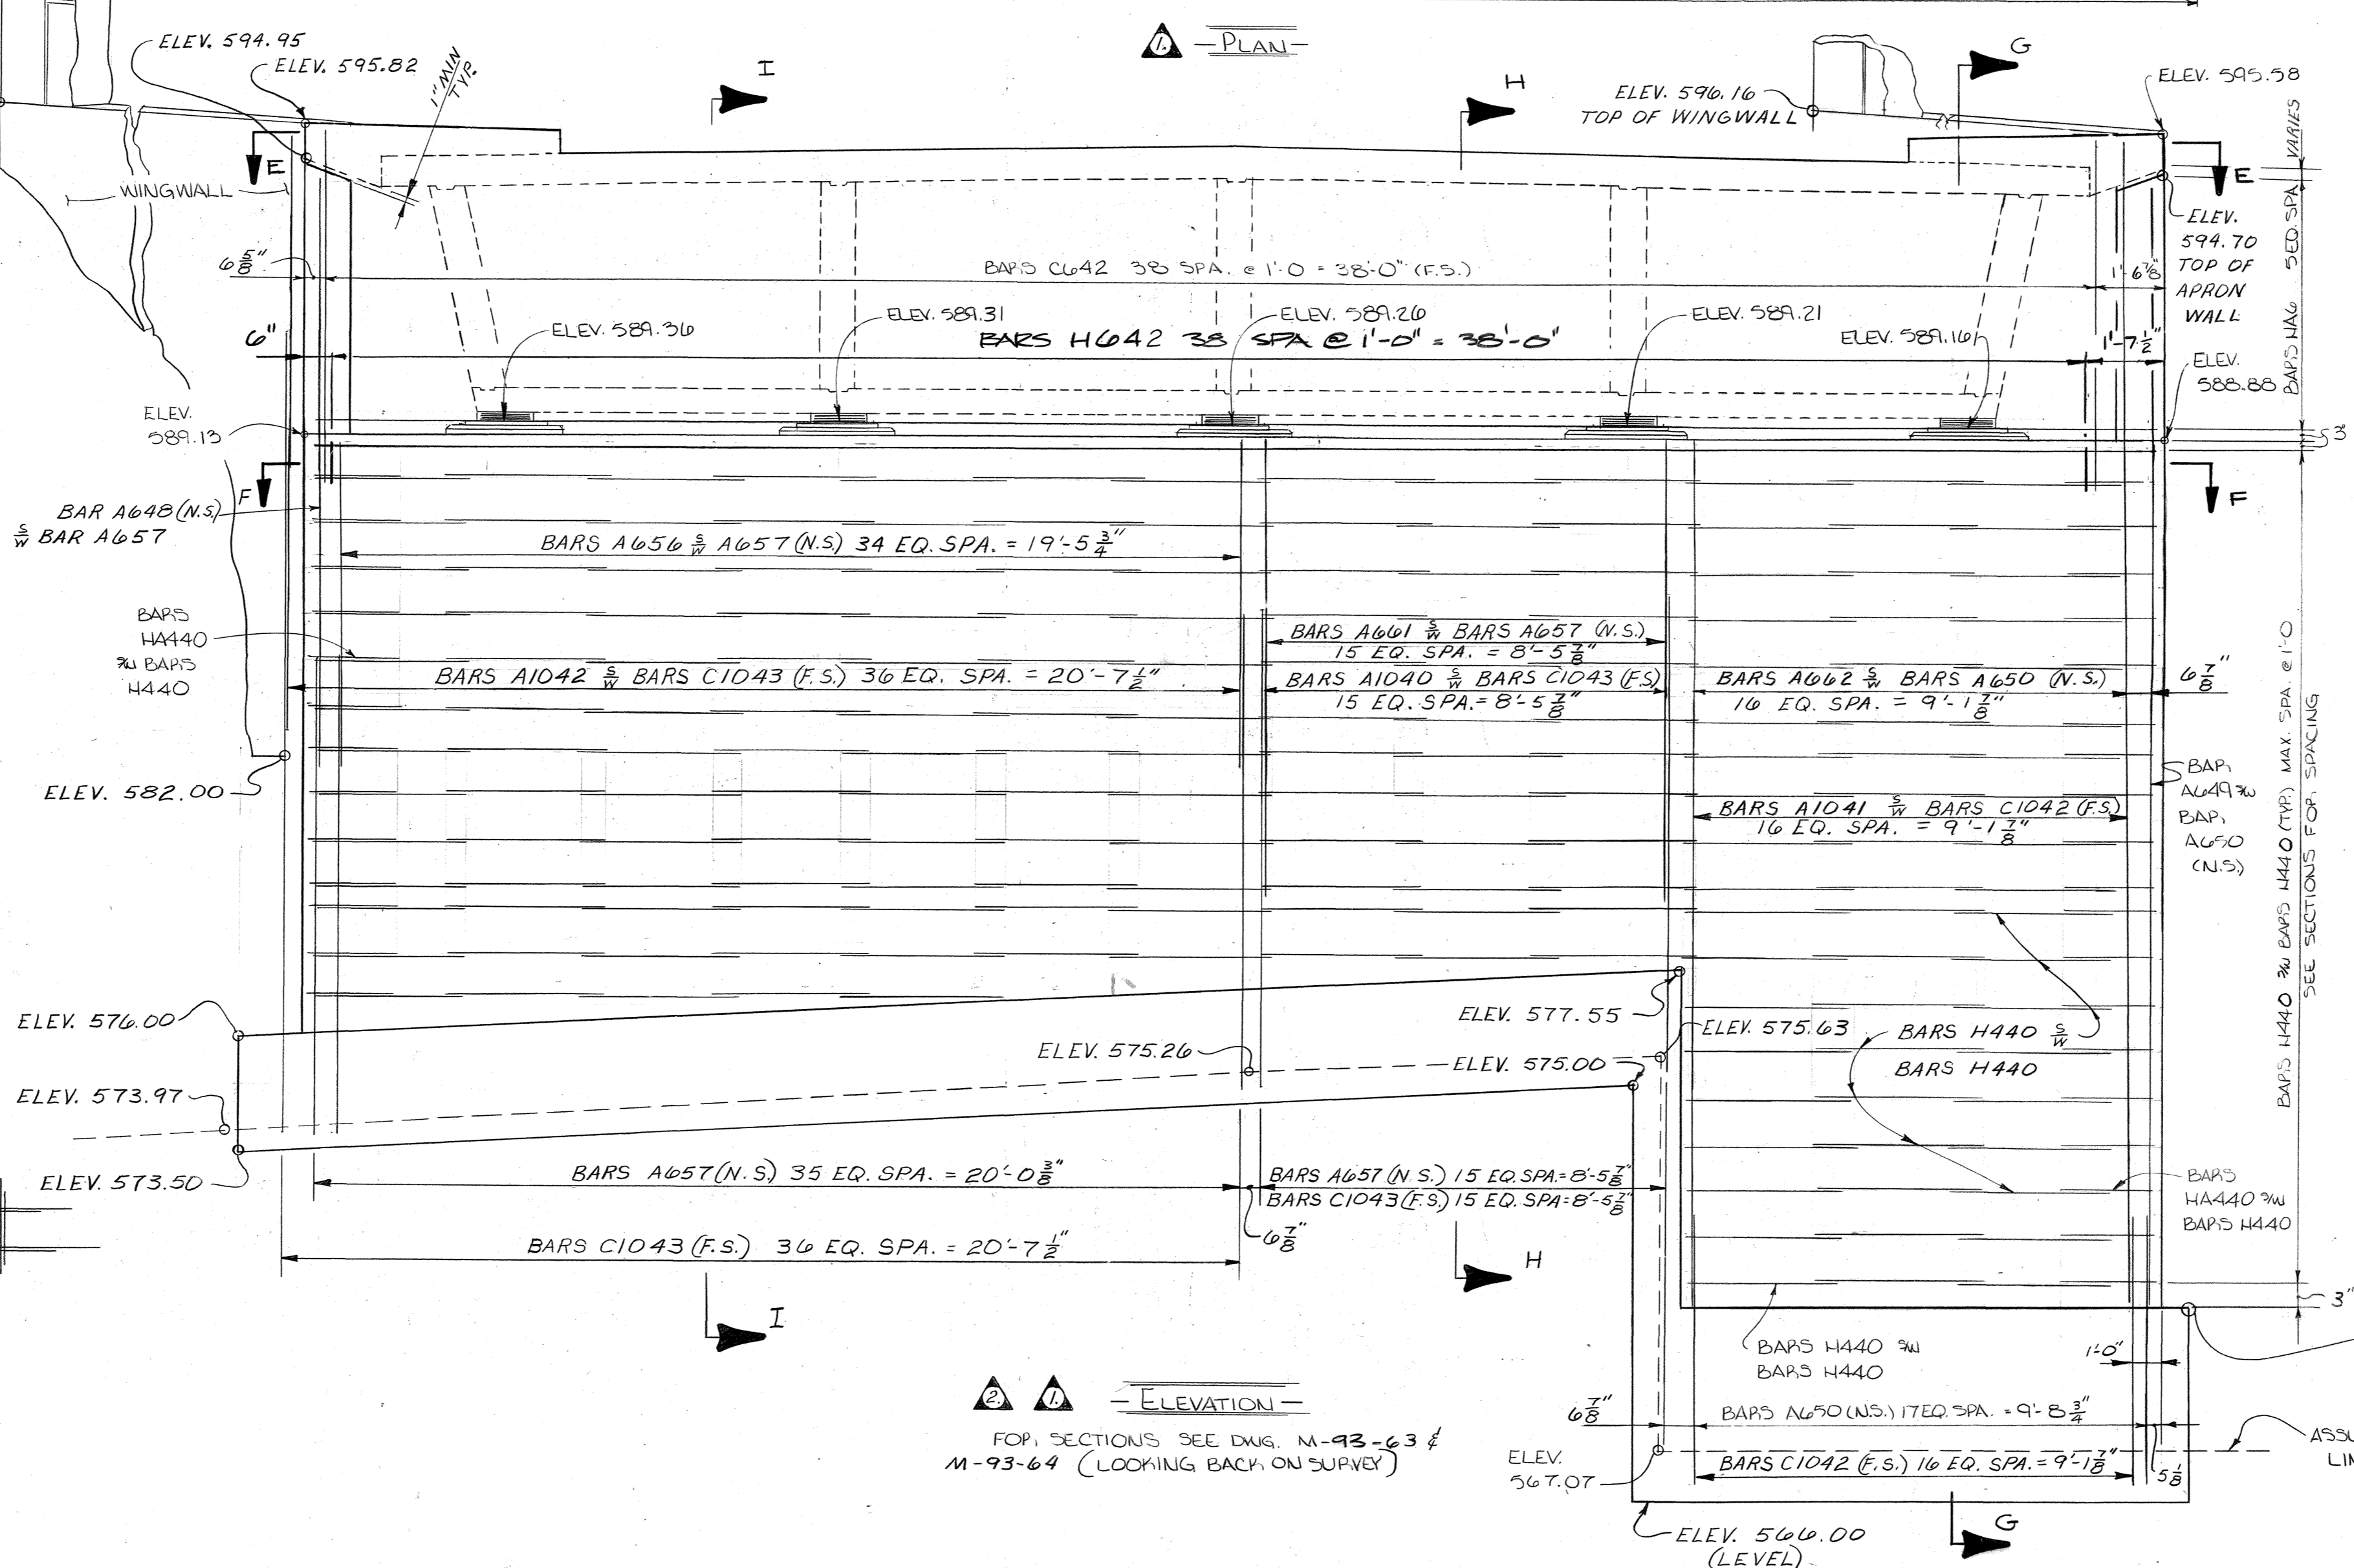 1.
- PLAN -
ELEV. 594.95
ELEV. 595.82
1" MIN
TYP.
I
H
G
ELEV. 596.16
TOP OF WINGWALL
ELEV. 595.58
E
E
WINGWALL
ELEV.
594.70
TOP OF
APRON
WALL
BARS HA6 5 EQ. SPA. VARIES
6 5/8"
BARS C642 38 SPA. @ 1'-0 = 38'-0" (F.S.)
1'-6 7/8"
ELEV. 589.36
ELEV. 589.31
ELEV. 589.26
ELEV. 589.21
ELEV. 589.16
6"
BARS H642 38 SPA @ 1'-0" = 38'-0"
1'-7 1/2"
ELEV.
588.88
ELEV.
589.13
3"
F
F
BAR A648 (N.S.)
S/W BAR A657
BARS A656 S/W A657 (N.S.) 34 EQ. SPA. = 19'-5 3/4"
BARS
HA440
S/W BARS
H440
BARS A661 S/W BARS A657 (N.S.)
15 EQ. SPA. = 8'-5 7/8"
BARS A1042 S/W BARS C1043 (F.S.) 36 EQ. SPA. = 20'-7 1/2"
BARS A1040 S/W BARS C1043 (F.S.)
15 EQ. SPA. = 8'-5 7/8"
BARS A662 S/W BARS A650 (N.S.)
16 EQ. SPA. = 9'-1 7/8"
6 7/8"
ELEV. 582.00
BARS A1041 S/W BARS C1042 (F.S.)
16 EQ. SPA. = 9'-1 7/8"
BAR
A649 S/W
BAR
A650
(N.S.)
BARS H440 S/W BARS H440 (TYP.) MAX. SPA. @ 1'-0
SEE SECTIONS FOR SPACING
ELEV. 576.00
ELEV. 577.55
ELEV. 575.63
BARS H440 S/W
BARS H440
ELEV. 575.26
ELEV. 575.00
ELEV. 573.97
ELEV. 573.50
BARS A657 (N.S.) 35 EQ. SPA. = 20'-0 3/8"
BARS A657 (N.S.) 15 EQ. SPA. = 8'-5 7/8"
BARS C1043 (F.S.) 15 EQ. SPA = 8'-5 7/8"
BARS
HA440 S/W
BARS H440
6 7/8"
BARS C1043 (F.S.) 36 EQ. SPA. = 20'-7 1/2"
H
I
3"
BARS H440 S/W
BARS H440
1'-0"
2. 1. - ELEVATION -
FOR SECTIONS SEE DWG. M-93-63 &
M-93-64 (LOOKING BACK ON SURVEY)
6 7/8"
BARS A650 (N.S.) 17 EQ. SPA. = 9'-8 3/4"
ELEV.
567.07
BARS C1042 (F.S.) 16 EQ. SPA. = 9'-1 7/8"
5 1/8
ASSU
LIN
ELEV. 566.00
(LEVEL)
G